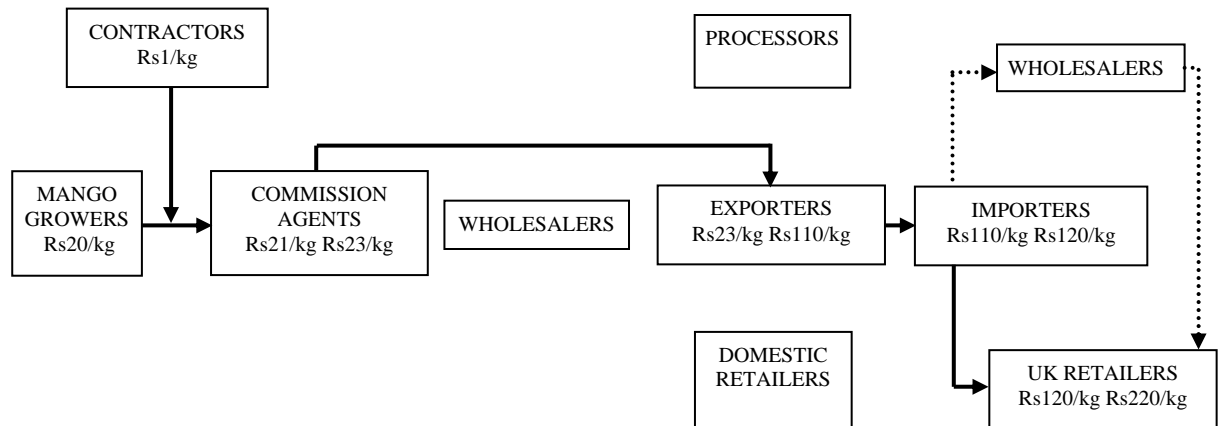 CONTRACTORS
Rs1/kg
PROCESSORS
WHOLESALERS
MANGO
GROWERS
Rs20/kg
COMMISSION
AGENTS
Rs21/kg Rs23/kg
WHOLESALERS
EXPORTERS
Rs23/kg Rs110/kg
IMPORTERS
Rs110/kg Rs120/kg
DOMESTIC
RETAILERS
UK RETAILERS
Rs120/kg Rs220/kg